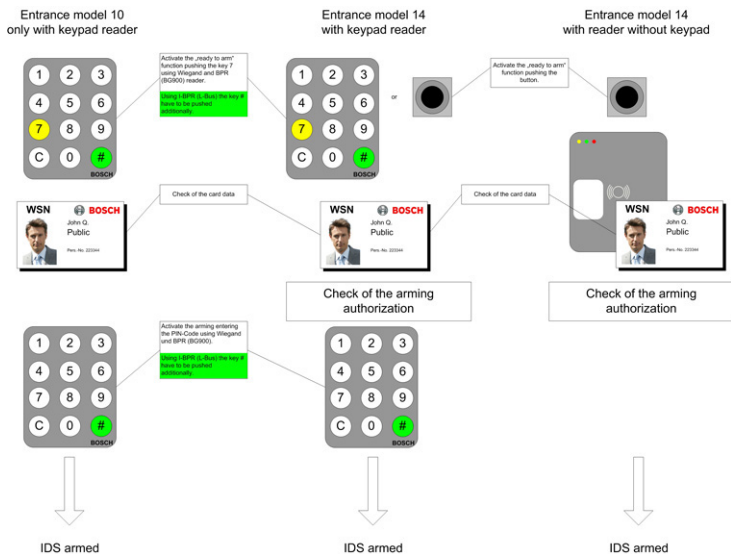 Entrance model 10
only with keypad reader
Entrance model 14
with keypad reader
Entrance model 14
with reader without keypad
1 2 3
4 5 6
7 8 9
C 0 #
BOSCH
Activate the „ready to arm“
function pushing the key 7
using Wiegand and BPR
(BG900) reader.
Using I-BPR (L-Bus) the key #
have to be pushed
additionally.
1 2 3
4 5 6
7 8 9
C 0 #
BOSCH
or
Activate the „ready to arm“
function pushing the
button.
WSN BOSCH
John Q.
Public
Pers. No. 223344
Check of the card data
WSN BOSCH
John Q.
Public
Pers. No. 223344
Check of the card data
WSN BOSCH
John Q.
Public
Pers. No. 223344
Check of the arming
authorization
Check of the arming
authorization
1 2 3
4 5 6
7 8 9
C 0 #
BOSCH
Activate the arming entering
the PIN-Code using Wiegand
und BPR (BG900).
Using I-BPR (L-Bus) the key #
have to be pushed
additionally.
1 2 3
4 5 6
7 8 9
C 0 #
BOSCH
IDS armed
IDS armed
IDS armed